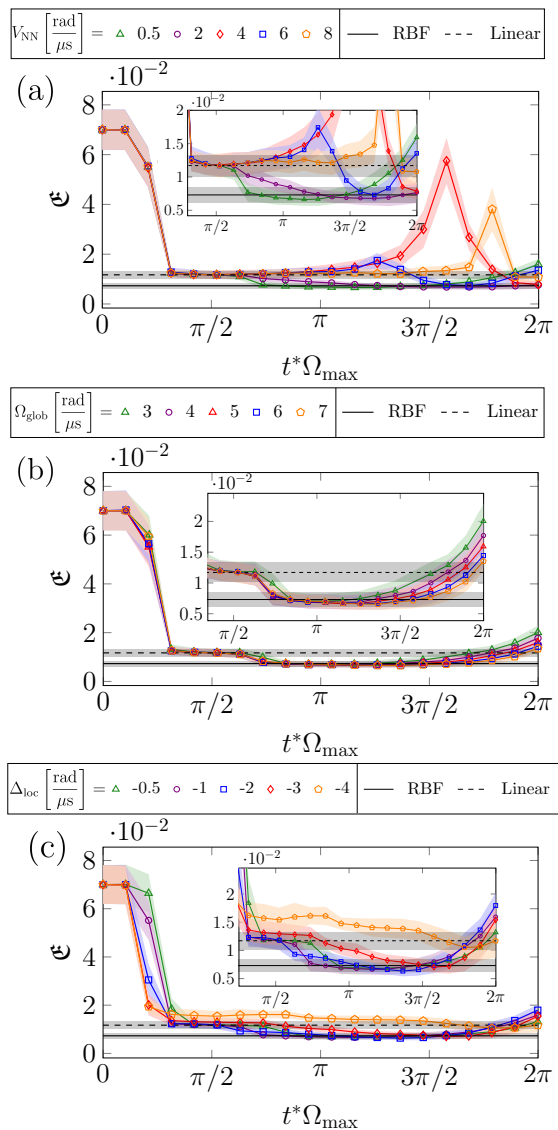 V_NN [rad/μs] = 0.5 2 4 6 8 RBF Linear
(a)
·10⁻²
8
6
4
2
0
𝕰
0 π/2 π 3π/2 2π
t*Ω_max
·10⁻²
2
1.5
1
0.5
π/2 π 3π/2 2π
Ω_glob [rad/μs] = 3 4 5 6 7 RBF Linear
(b)
·10⁻²
8
6
4
2
0
𝕰
0 π/2 π 3π/2 2π
t*Ω_max
·10⁻²
2
1.5
1
0.5
π/2 π 3π/2 2π
Δ_loc [rad/μs] = -0.5 -1 -2 -3 -4 RBF Linear
(c)
·10⁻²
8
6
4
2
0
𝕰
0 π/2 π 3π/2 2π
t*Ω_max
·10⁻²
2
1.5
1
0.5
π/2 π 3π/2 2π